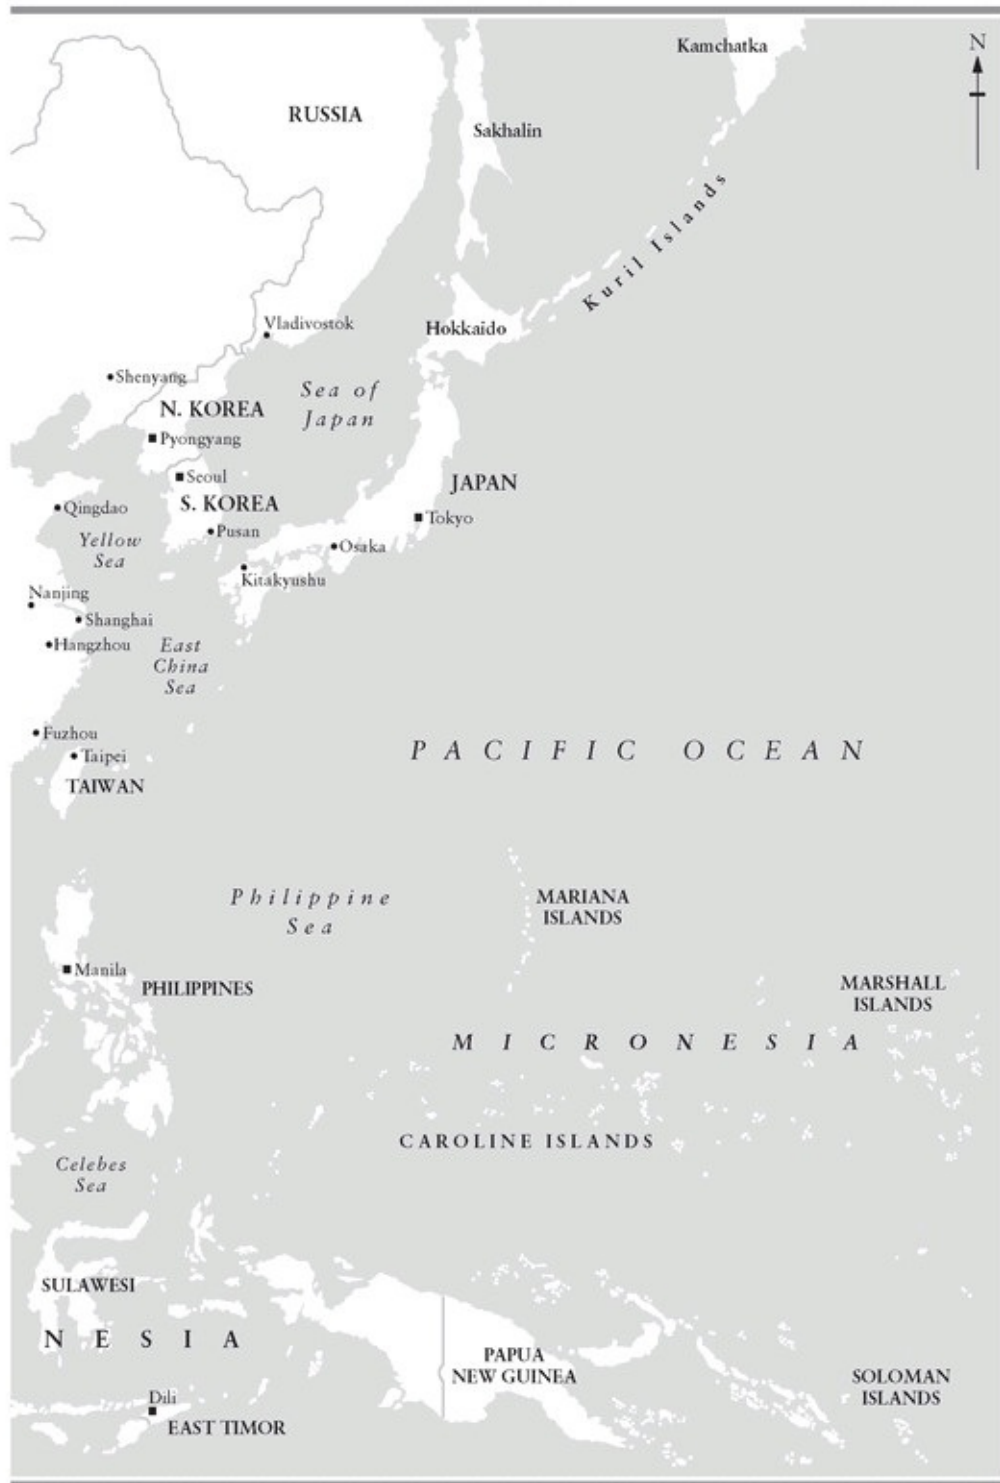 Kamchatka
N
RUSSIA
Sakhalin
Kuril Islands
Vladivostok
Hokkaido
Shenyang
Sea of
Japan
N. KOREA
Pyongyang
Seoul
JAPAN
S. KOREA
Qingdao
Tokyo
Pusan
Yellow
Sea
Osaka
Kitakyushu
Nanjing
Shanghai
Hangzhou
East
China
Sea
Fuzhou
PACIFIC OCEAN
Taipei
TAIWAN
Philippine
Sea
MARIANA
ISLANDS
Manila
PHILIPPINES
MARSHALL
ISLANDS
MICRONESIA
CAROLINE ISLANDS
Celebes
Sea
SULAWESI
NESIA
PAPUA
NEW GUINEA
SOLOMAN
ISLANDS
Dili
EAST TIMOR